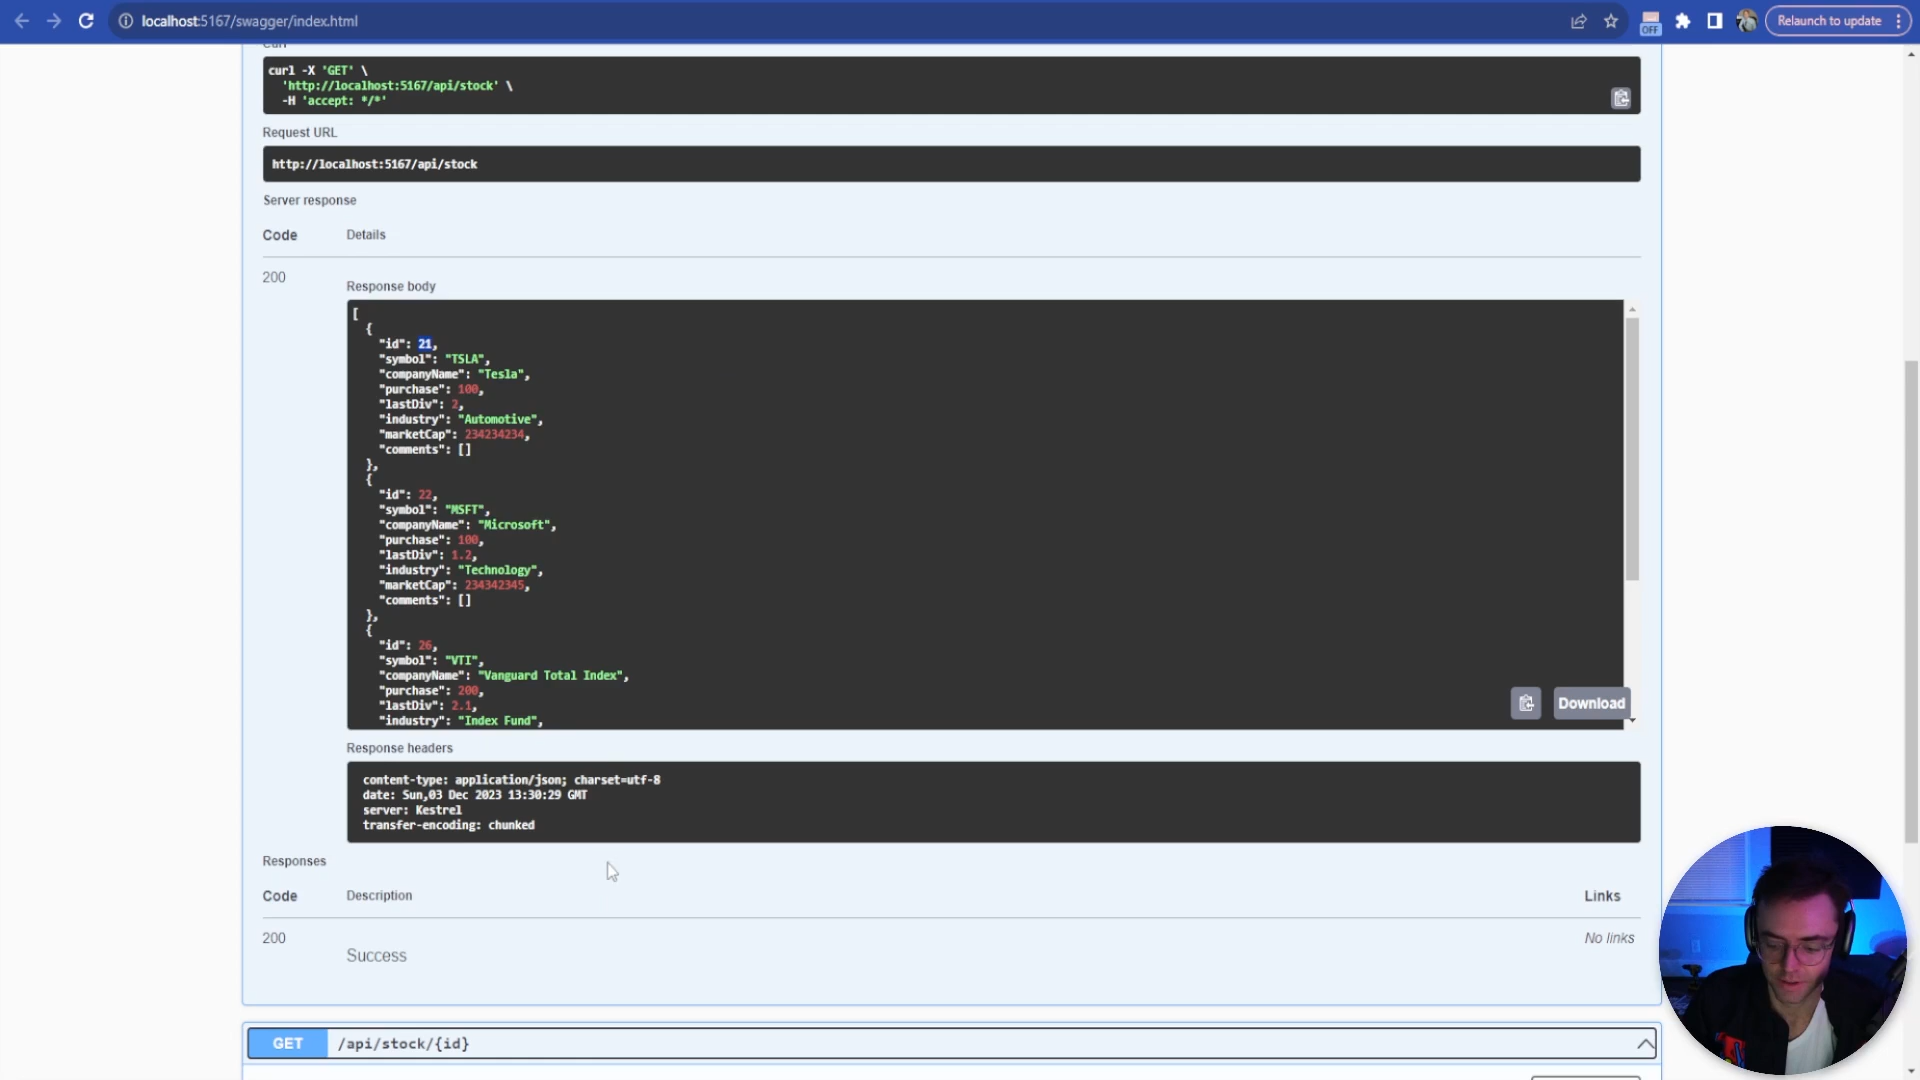 localhost:5167/swagger/index.html
OFF
Relaunch to update
Curl
curl -X 'GET' \
'http://localhost:5167/api/stock' \
-H 'accept: */*'
Request URL
http://localhost:5167/api/stock
Server response
Code Details
200
Response body
[
{
"id": 21,
"symbol": "TSLA",
"companyName": "Tesla",
"purchase": 100,
"lastDiv": 2,
"industry": "Automotive",
"marketCap": 234234234,
"comments": []
},
{
"id": 22,
"symbol": "MSFT",
"companyName": "Microsoft",
"purchase": 100,
"lastDiv": 1.2,
"industry": "Technology",
"marketCap": 234342345,
"comments": []
},
{
"id": 26,
"symbol": "VTI",
"companyName": "Vanguard Total Index",
"purchase": 200,
"lastDiv": 2.1,
"industry": "Index Fund",
Download
Response headers
content-type: application/json; charset=utf-8
date: Sun,03 Dec 2023 13:30:29 GMT
server: Kestrel
transfer-encoding: chunked
Responses
Code Description Links
200 No links
Success
GET /api/stock/{id}